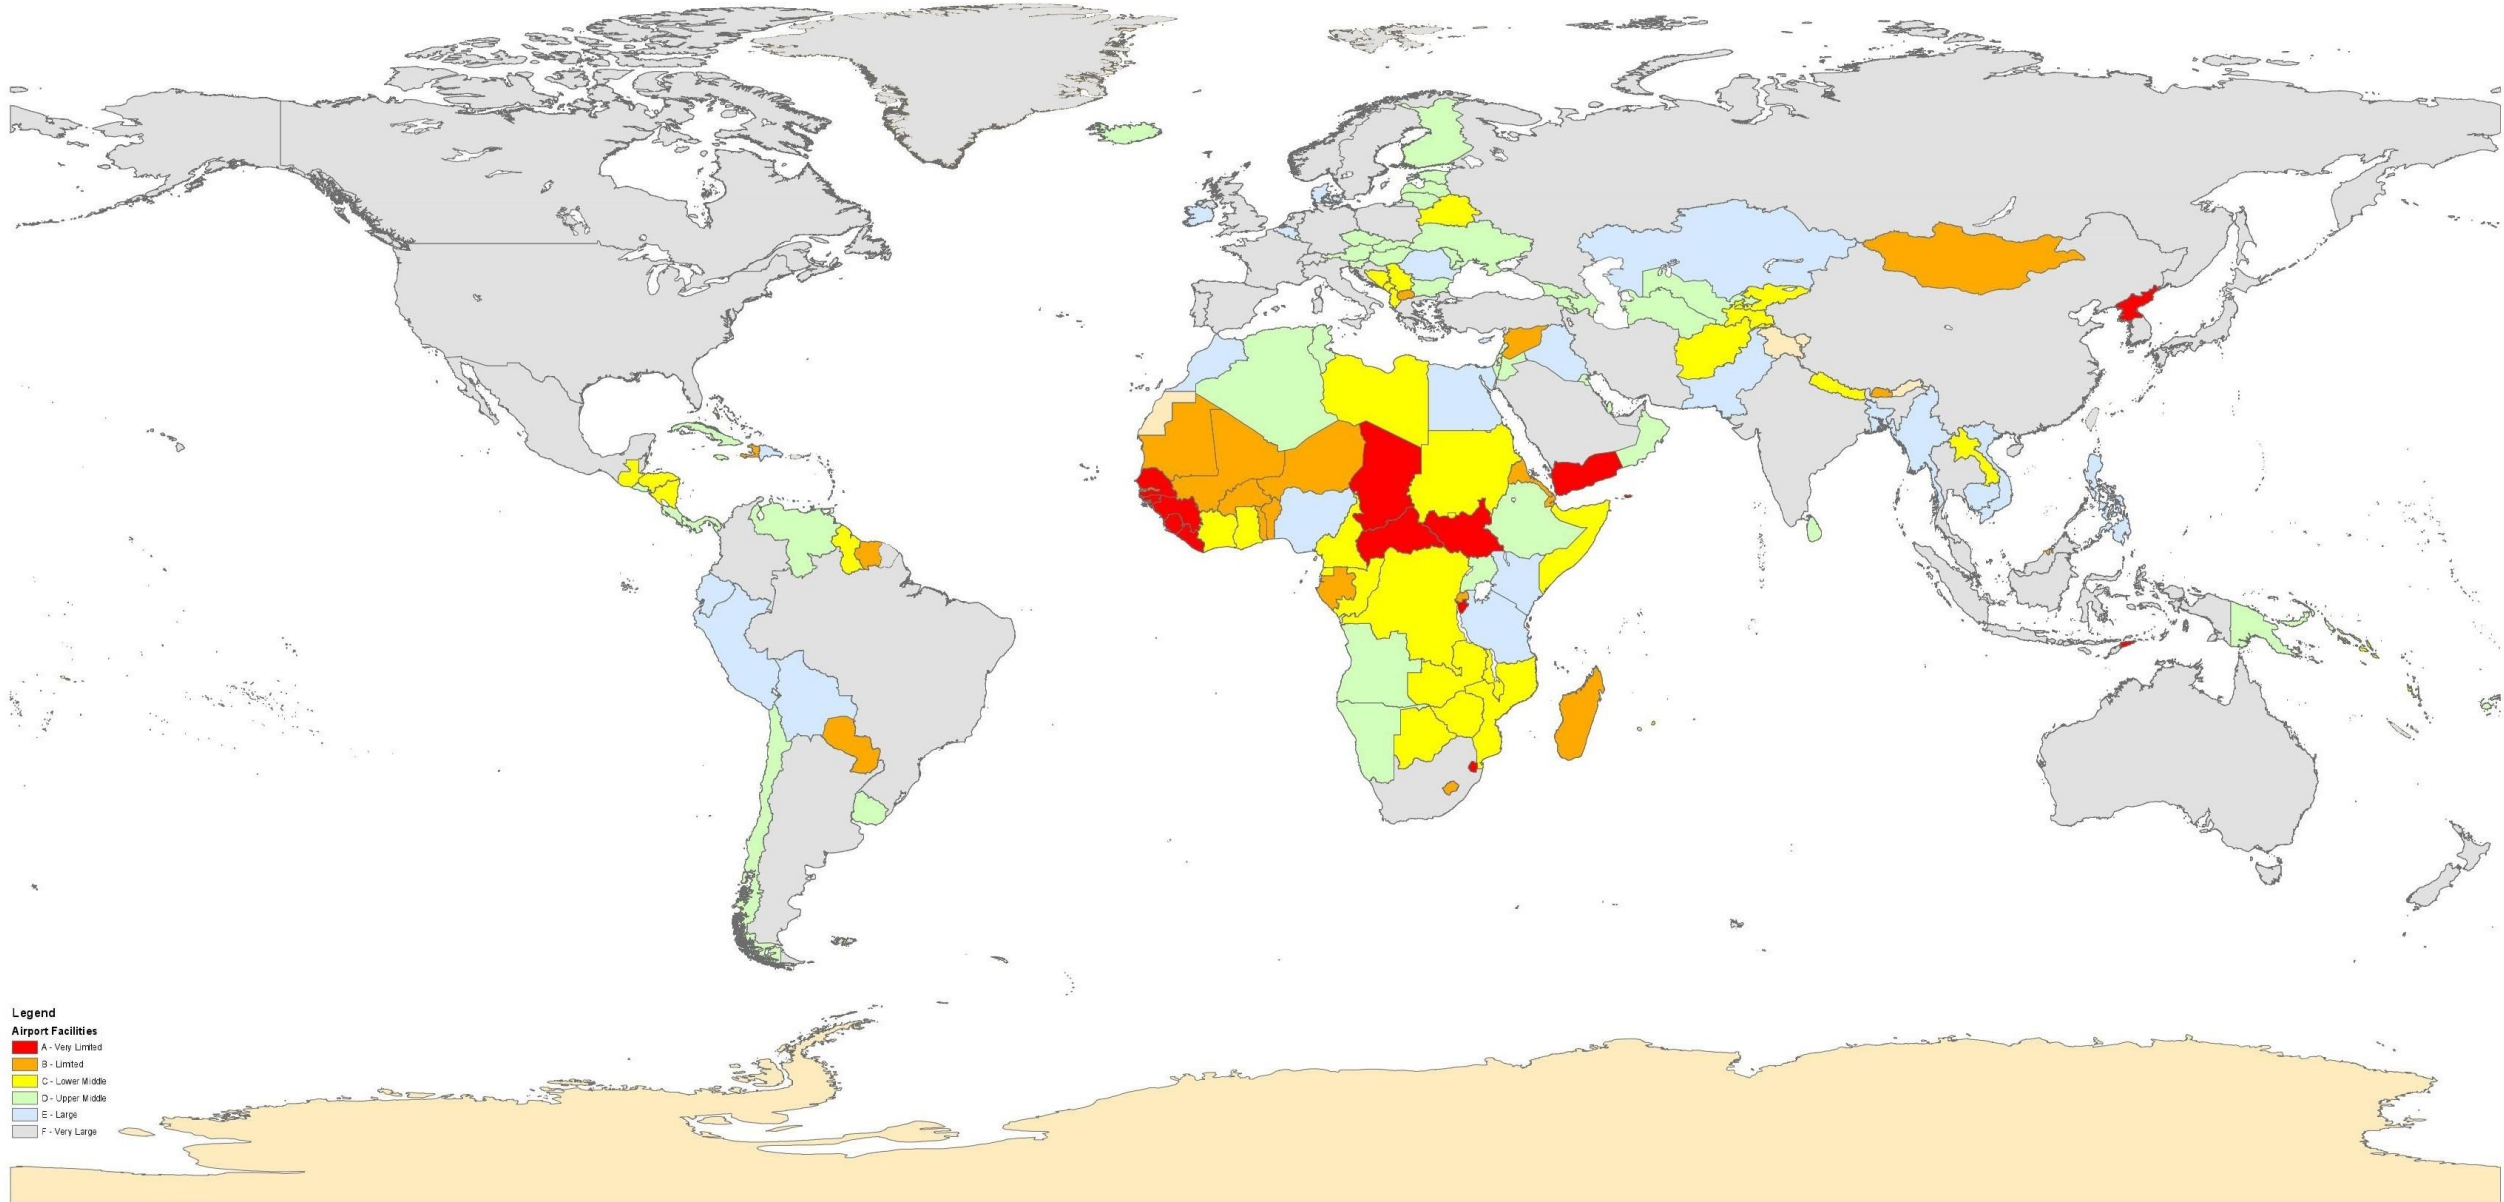 Legend
Airport Facilities
A - Very Limited
B - Limited
C - Lower Middle
D - Upper Middle
E - Large
F - Very Large